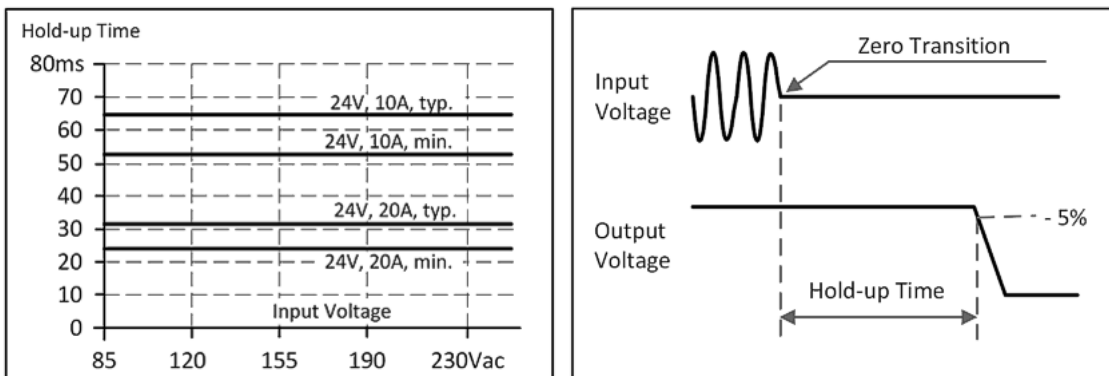 Hold-up Time
80ms
70
60
50
40
30
20
10
0
24V, 10A, typ.
24V, 10A, min.
24V, 20A, typ.
24V, 20A, min.
Input Voltage
85 120 155 190 230Vac
Zero Transition
Input
Voltage
Output
Voltage
- 5%
Hold-up Time